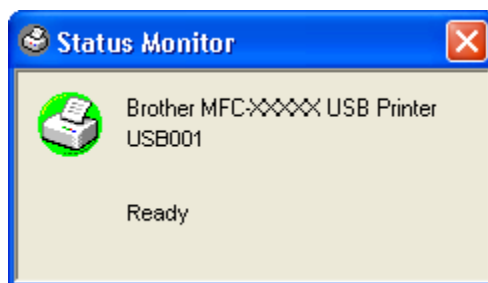 Status Monitor
Brother MFC-XXXXX USB Printer
USB001
Ready